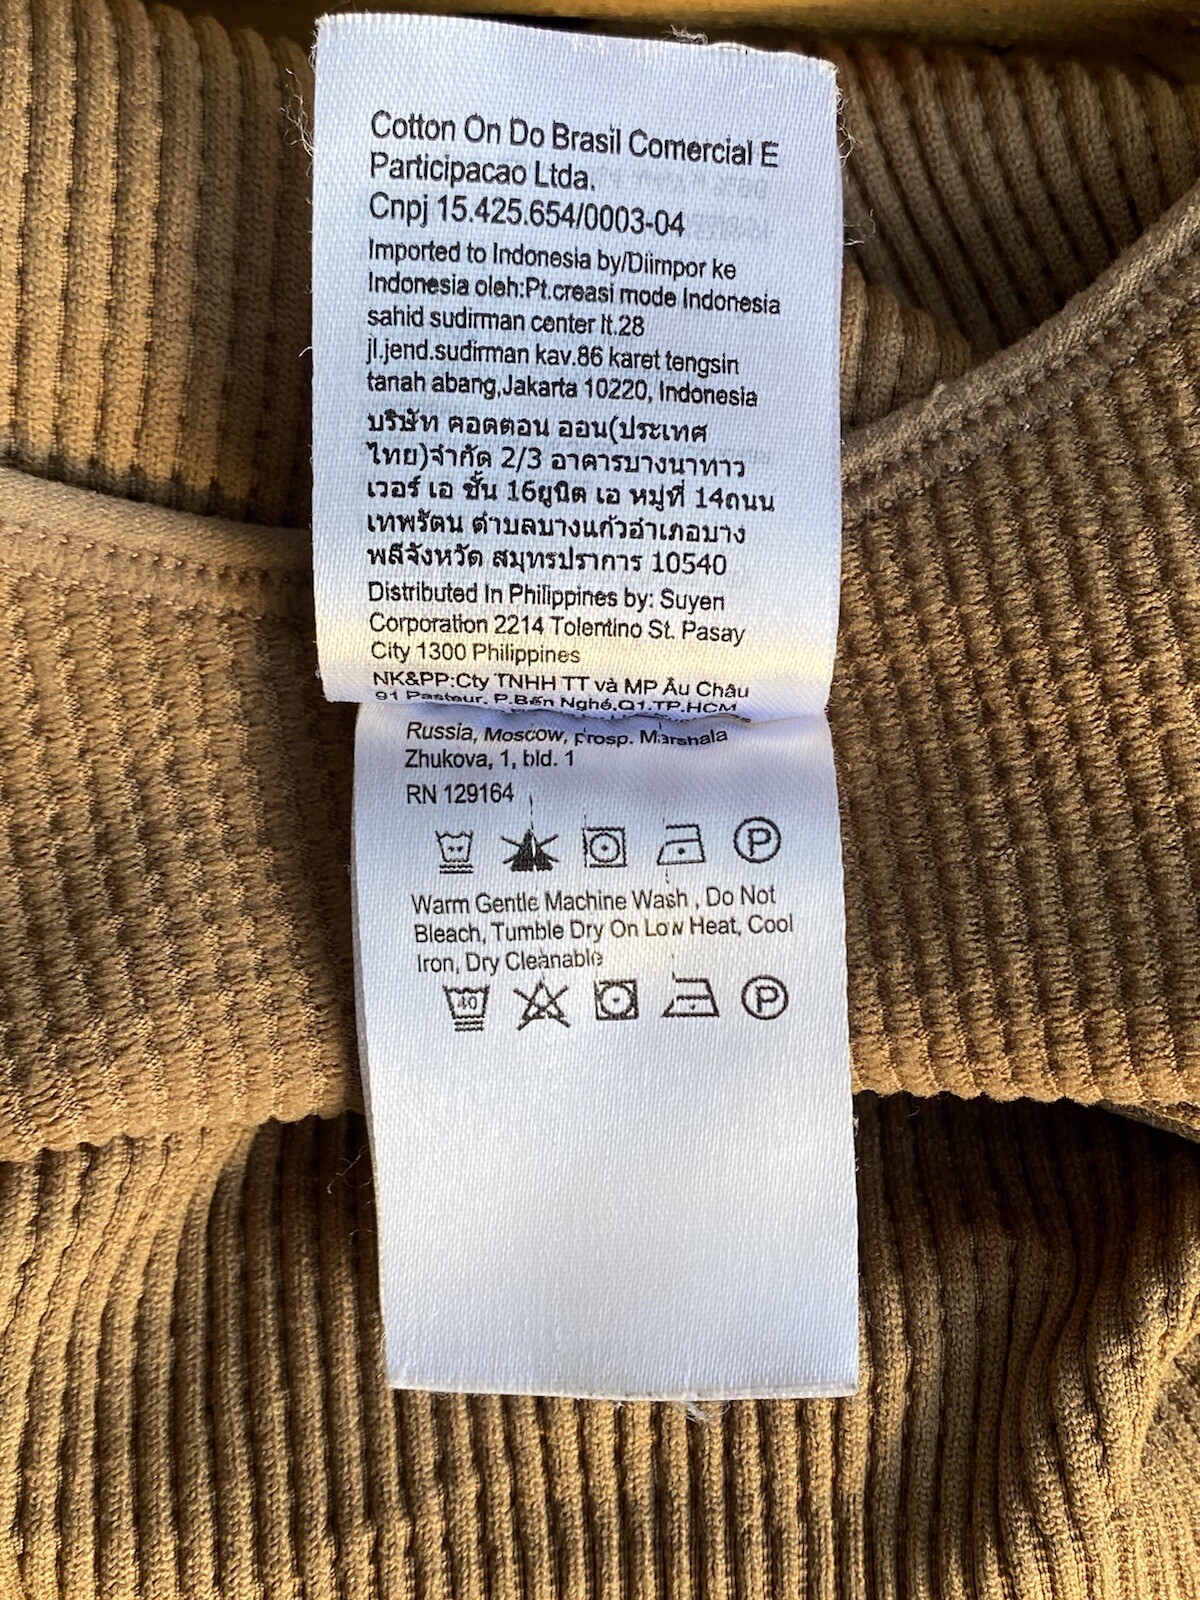 Cotton On Do Brasil Comercial E
Participacao Ltda.
Cnpj 15.425.654/0003-04
Imported to Indonesia by/Diimpor ke
Indonesia oleh:Pt.creasi mode Indonesia
sahid sudirman center lt.28
jl.jend.sudirman kav.86 karet tengsin
tanah abang,Jakarta 10220, Indonesia
บริษัท คอตตอน ออน(ประเทศ
ไทย)จำกัด 2/3 อาคารบางนาทาว
เวอร์ เอ ชั้น 16ยูนิต เอ หมู่ที่ 14ถนน
เทพรัตน ตำบลบางแก้วอำเภอบาง
พลีจังหวัด สมุทรปราการ 10540
Distributed In Philippines by: Suyen
Corporation 2214 Tolentino St. Pasay
City 1300 Philippines
NK&PP:Cty TNHH TT và MP Âu Châu
91 Pasteur, P.Bến Nghé,Q1.TP.HCM
Russia, Moscow, prosp. Marshala
Zhukova, 1, bld. 1
RN 129164
P
Warm Gentle Machine Wash , Do Not
Bleach, Tumble Dry On Low Heat, Cool
Iron, Dry Cleanable
40 P